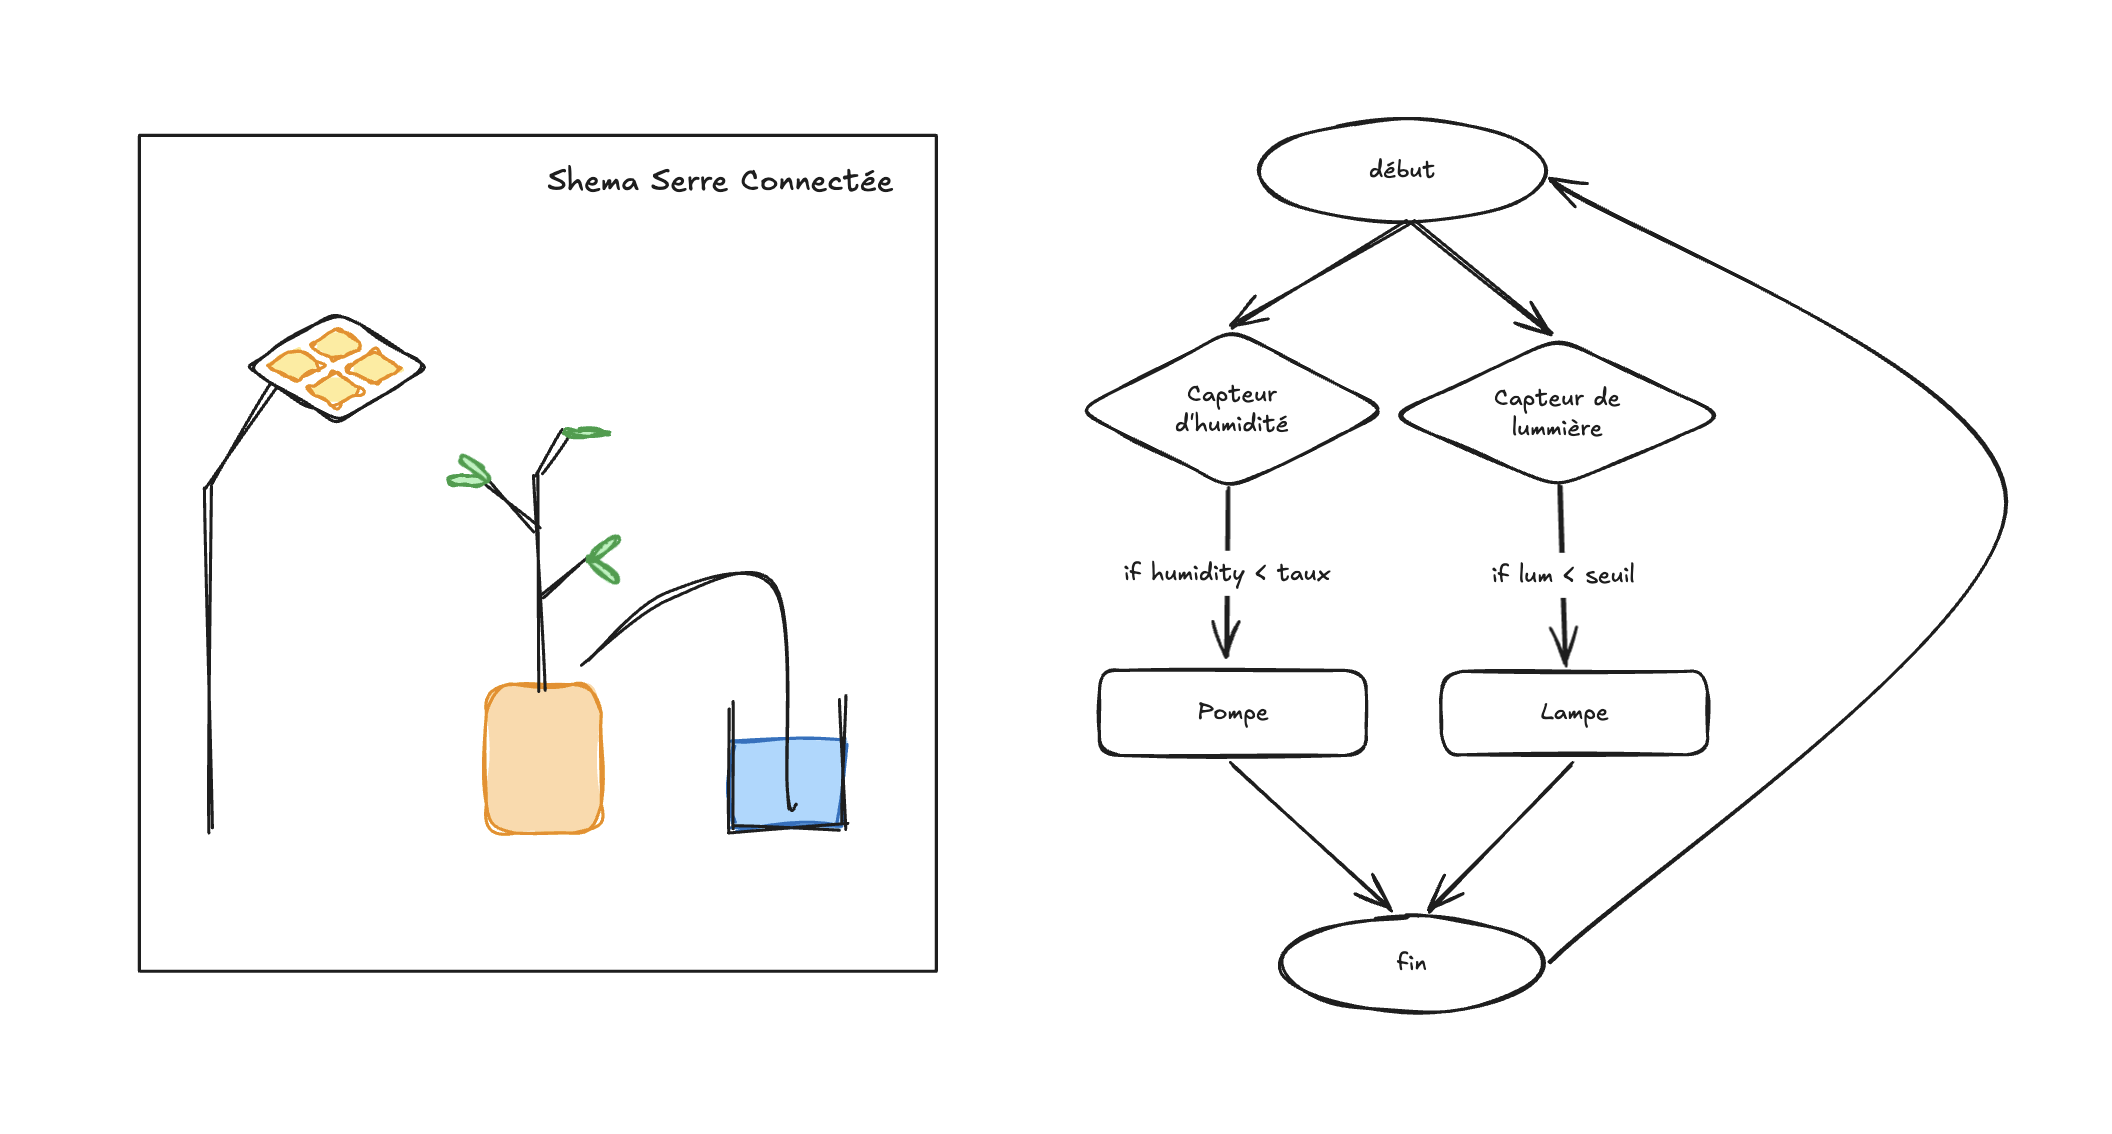 Shema Serre Connectée
début
Capteur
d'humidité
Capteur de
lummière
if humidity < taux
if lum < seuil
Pompe
Lampe
fin